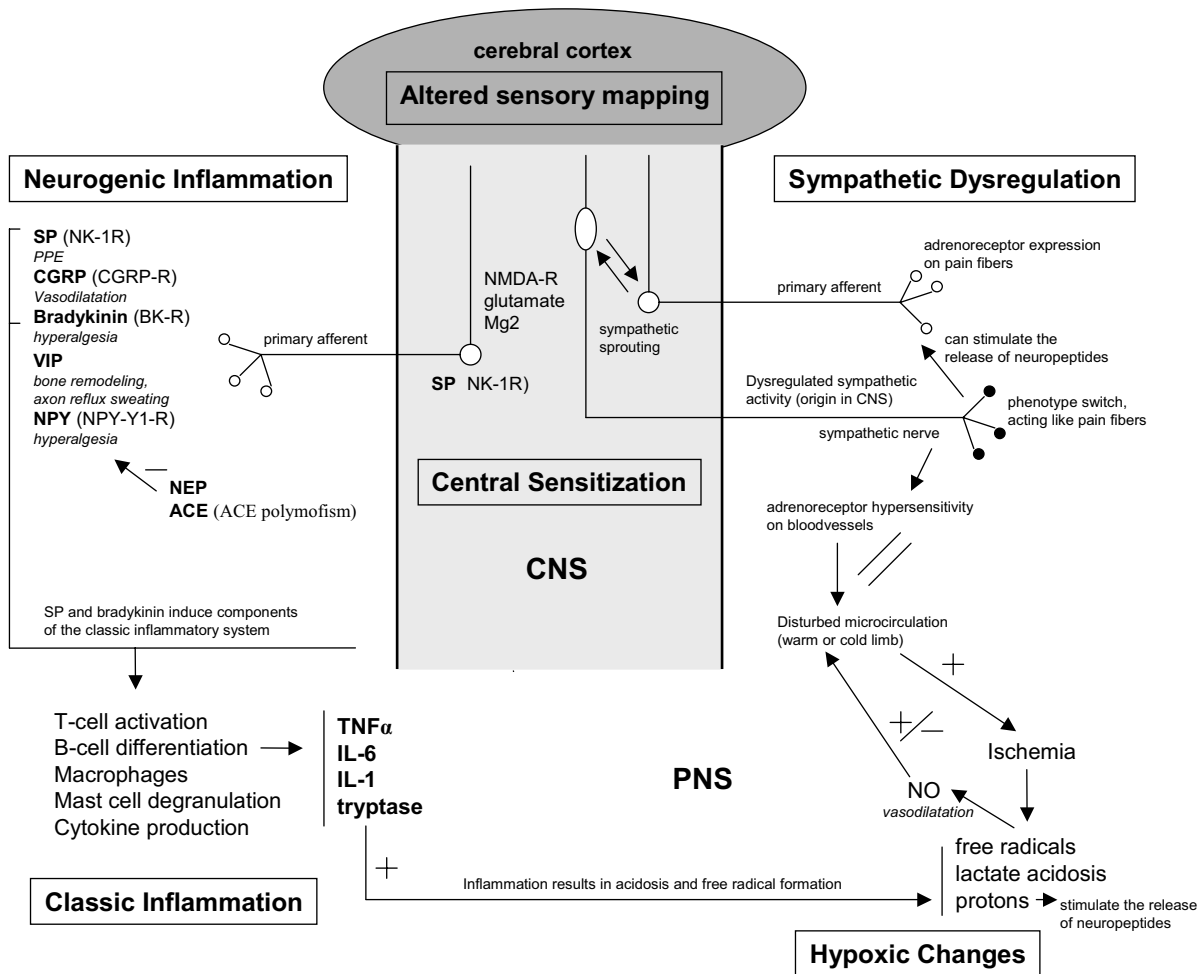 cerebral cortex
Altered sensory mapping
Neurogenic Inflammation
SP (NK-1R)
PPE
CGRP (CGRP-R)
Vasodilatation
Bradykinin (BK-R)
hyperalgesia
VIP
bone remodeling,
axon reflux sweating
NPY (NPY-Y1-R)
hyperalgesia
—
NEP
ACE (ACE polymofism)
SP and bradykinin induce components
of the classic inflammatory system
primary afferent
NMDA-R
glutamate
Mg2
SP NK-1R)
sympathetic
sprouting
Central Sensitization
CNS
Sympathetic Dysregulation
adrenoreceptor expression
on pain fibers
primary afferent
can stimulate the
release of neuropeptides
Dysregulated sympathetic
activity (origin in CNS)
phenotype switch,
acting like pain fibers
sympathetic nerve
adrenoreceptor hypersensitivity
on bloodvessels
Disturbed microcirculation
(warm or cold limb)
+
+/−
Ischemia
NO
vasodilatation
free radicals
lactate acidosis
protons
stimulate the release
of neuropeptides
Hypoxic Changes
T-cell activation
B-cell differentiation
Macrophages
Mast cell degranulation
Cytokine production
TNFα
IL-6
IL-1
tryptase
PNS
+
Inflammation results in acidosis and free radical formation
Classic Inflammation